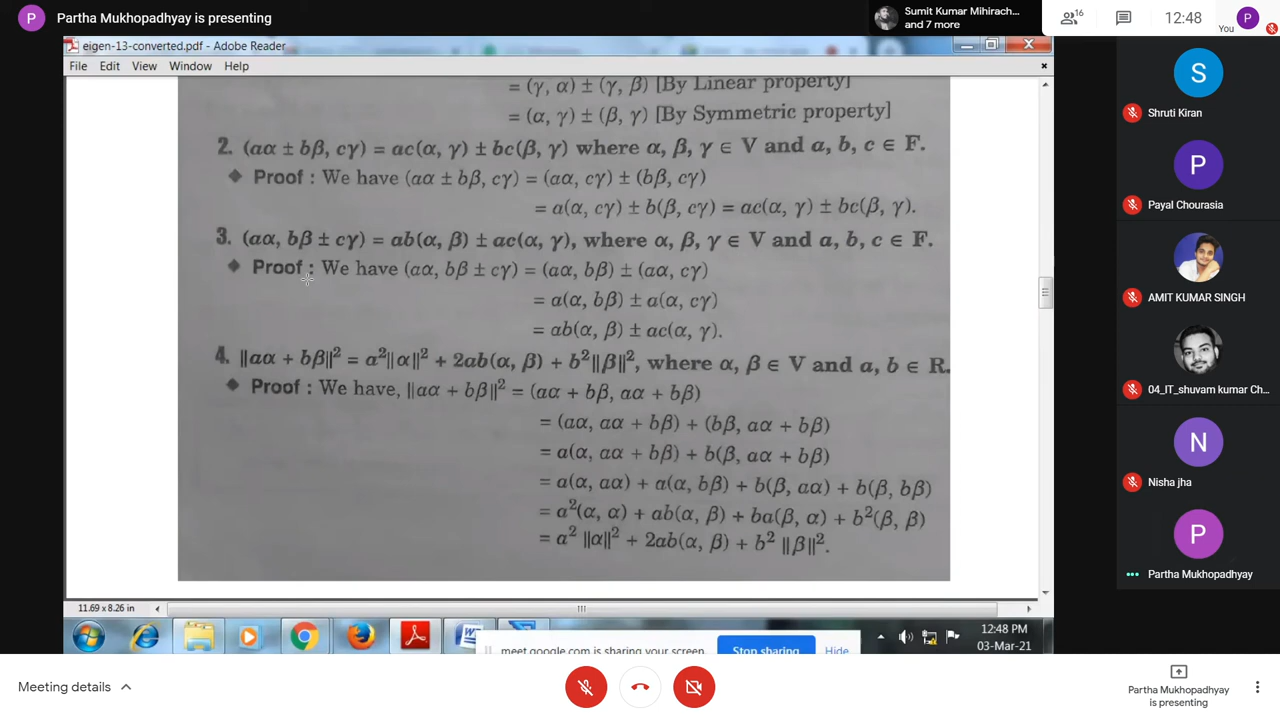 P
Partha Mukhopadhyay is presenting
Sumit Kumar Mihirach...
and 7 more
16
12:48
You
P
eigen-13-converted.pdf - Adobe Reader
File Edit View Window Help
= (γ, α) ± (γ, β) [By Linear property]
= (α, γ) ± (β, γ) [By Symmetric property]
2. (aα ± bβ, cγ) = ac(α, γ) ± bc(β, γ) where α, β, γ ∈ V and a, b, c ∈ F.
◆ Proof : We have (aα ± bβ, cγ) = (aα, cγ) ± (bβ, cγ)
= a(α, cγ) ± b(β, cγ) = ac(α, γ) ± bc(β, γ).
3. (aα, bβ ± cγ) = ab(α, β) ± ac(α, γ), where α, β, γ ∈ V and a, b, c ∈ F.
◆ Proof : We have (aα, bβ ± cγ) = (aα, bβ) ± (aα, cγ)
= a(α, bβ) ± a(α, cγ)
= ab(α, β) ± ac(α, γ).
4. ||aα + bβ||² = a²||α||² + 2ab(α, β) + b²||β||², where α, β ∈ V and a, b ∈ R.
◆ Proof : We have, ||aα + bβ||² = (aα + bβ, aα + bβ)
= (aα, aα + bβ) + (bβ, aα + bβ)
= a(α, aα + bβ) + b(β, aα + bβ)
= a(α, aα) + a(α, bβ) + b(β, aα) + b(β, bβ)
= a²(α, α) + ab(α, β) + ba(β, α) + b²(β, β)
= a² ||α||² + 2ab(α, β) + b² ||β||².
11.69 x 8.26 in
meet.google.com is sharing your screen.
Stop sharing
Hide
12:48 PM
03-Mar-21
S
Shruti Kiran
P
Payal Chourasia
AMIT KUMAR SINGH
04_IT_shuvam kumar Ch...
N
Nisha jha
P
Partha Mukhopadhyay
Meeting details
Partha Mukhopadhyay
is presenting